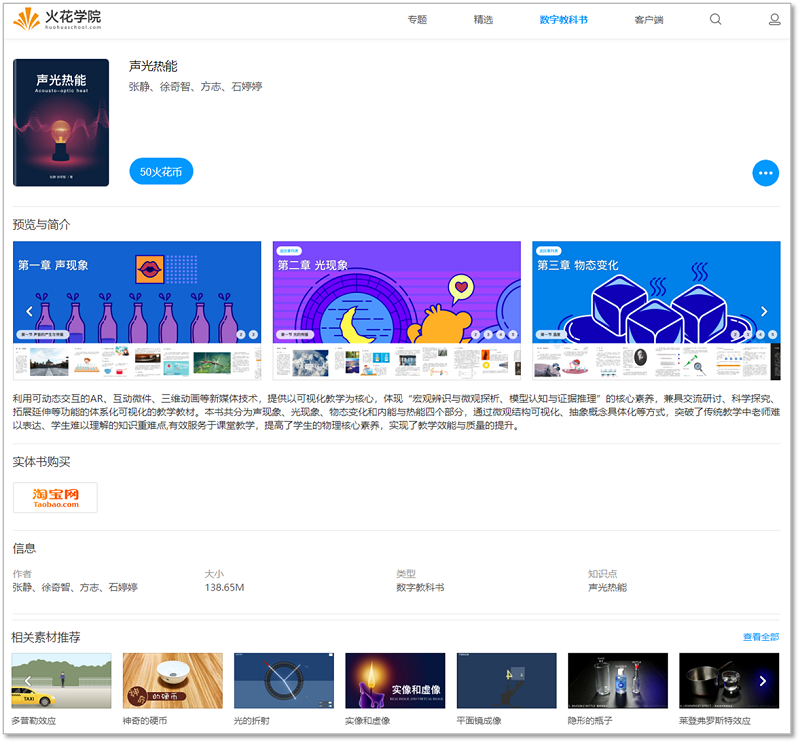 火花学院
huohuaschool.com
专题
精选
数字教科书
客户端
声光热能
Acousto-optic heat
声光热能
张静、徐奇智、方志、石婷婷
50火花币
预览与简介
第一章 声现象
第二章 光现象
第三章 物态变化
利用可动态交互的AR、互动微件、三维动画等新媒体技术，提供以可视化教学为核心，体现“宏观辨识与微观探析、模型认知与证据推理”的核心素养，兼具交流研讨、科学探究、
拓展延伸等功能的体系化可视化的教学教材。本书共分为声现象、光现象、物态变化和内能与热能四个部分，通过微观结构可视化、抽象概念具体化等方式，突破了传统教学中老师难
以表达、学生难以理解的知识重难点,有效服务于课堂教学，提高了学生的物理核心素养，实现了教学效能与质量的提升。
实体书购买
淘宝网
Taobao.com
信息
作者
大小
类型
知识点
张静、徐奇智、方志、石婷婷
138.65M
数字教科书
声光热能
相关素材推荐
查看全部
TAXI
神奇的硬币
实像和虚像
多普勒效应
神奇的硬币
光的折射
实像和虚像
平面镜成像
隐形的瓶子
莱登弗罗斯特效应